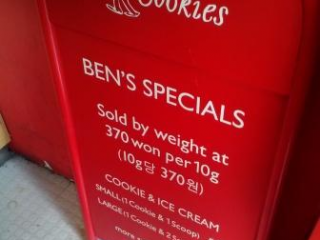 Cookies
BEN'S SPECIALS
Sold by weight at
370 won per 10g
(10g당 370원)
COOKIE & ICE CREAM
SMALL (1 Cookie & 1 Scoop)
LARGE (1 Cookie & 2 S
more